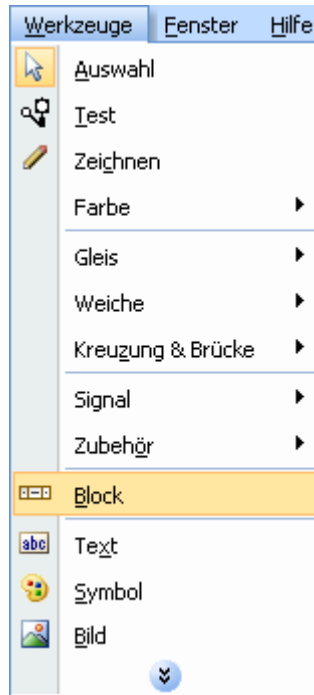 Werkzeuge Fenster Hilfe
Auswahl
Test
Zeichnen
Farbe
Gleis
Weiche
Kreuzung & Brücke
Signal
Zubehör
Block
abc Text
Symbol
Bild